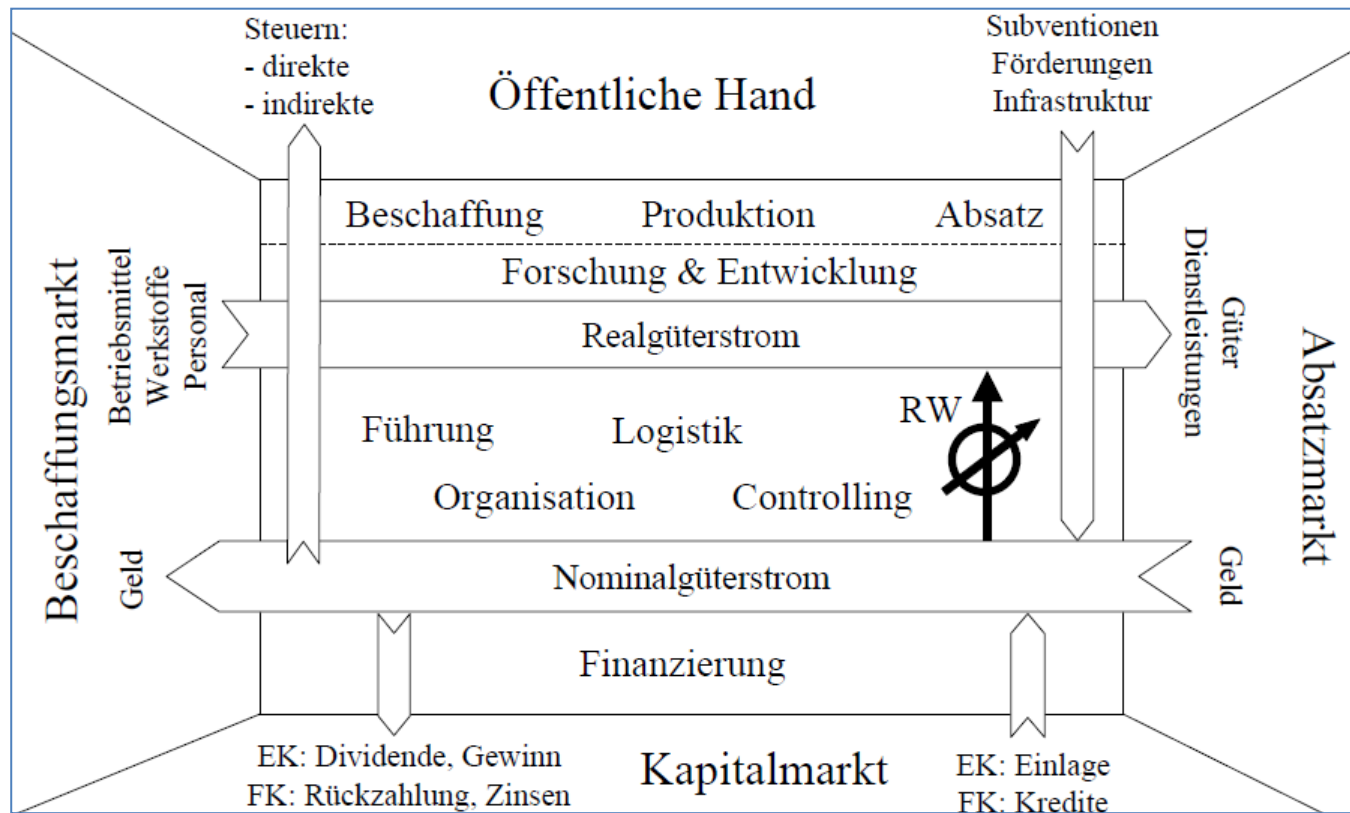 Steuern:
- direkte
- indirekte
Öffentliche Hand
Subventionen
Förderungen
Infrastruktur
Beschaffung Produktion Absatz
Forschung & Entwicklung
Beschaffungsmarkt
Betriebsmittel
Werkstoffe
Personal
Realgüterstrom
Güter
Dienstleistungen
Absatzmarkt
Führung Logistik RW
Organisation Controlling
Geld
Nominalgüterstrom
Geld
Finanzierung
EK: Dividende, Gewinn
FK: Rückzahlung, Zinsen
Kapitalmarkt
EK: Einlage
FK: Kredite